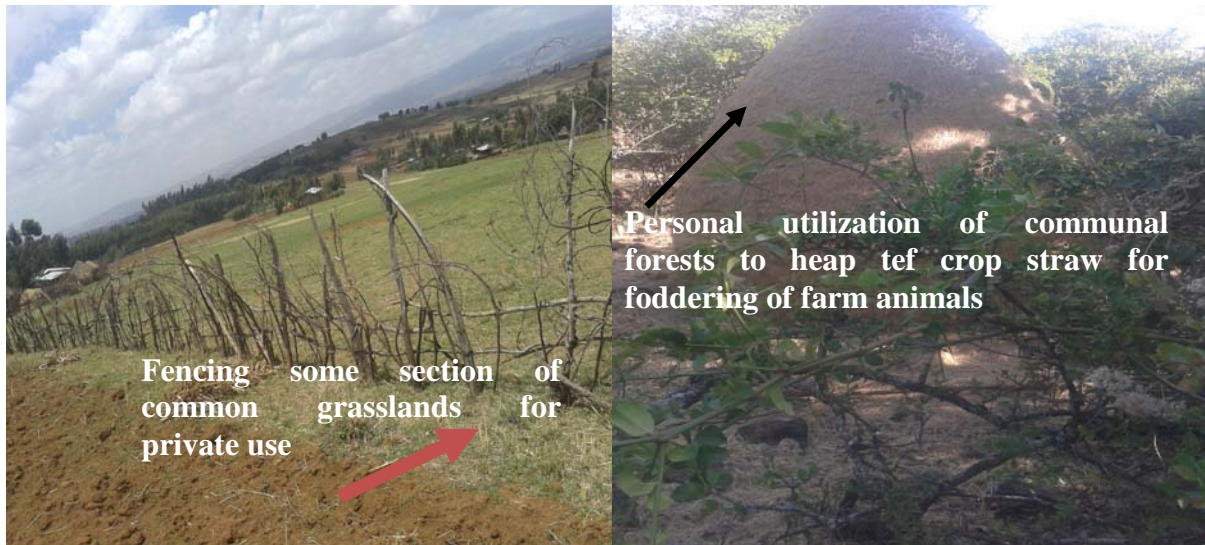 Fencing some section of
common grasslands for
private use
Personal utilization of communal
forests to heap tef crop straw for
foddering of farm animals